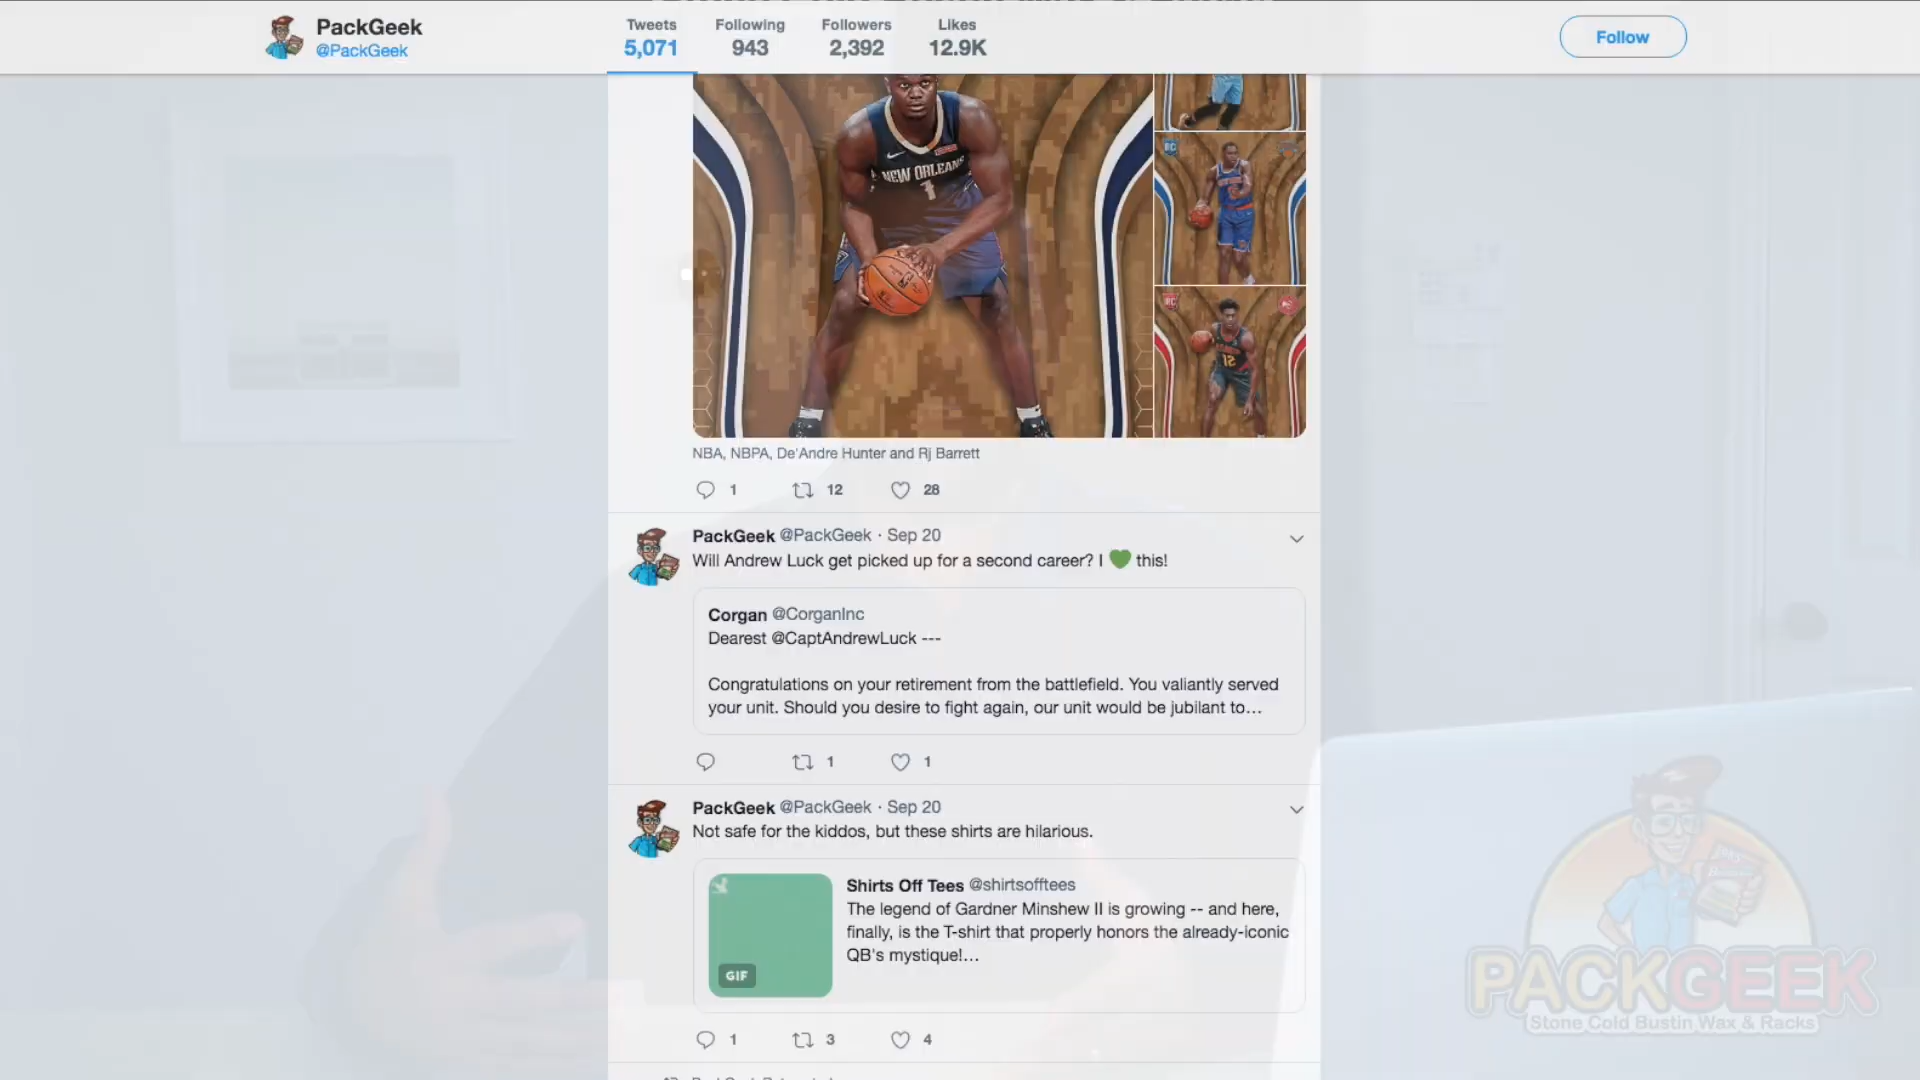 PackGeek
@PackGeek
Tweets
5,071
Following
943
Followers
2,392
Likes
12.9K
Follow
NEW ORLEANS
1
RC
RC
12
NBA, NBPA, De'Andre Hunter and Rj Barrett
1
12
28
PackGeek @PackGeek · Sep 20
Will Andrew Luck get picked up for a second career? I 💚 this!
Corgan @CorganInc
Dearest @CaptAndrewLuck ---
Congratulations on your retirement from the battlefield. You valiantly served
your unit. Should you desire to fight again, our unit would be jubilant to...
1
1
PackGeek @PackGeek · Sep 20
Not safe for the kiddos, but these shirts are hilarious.
GIF
Shirts Off Tees @shirtsofftees
The legend of Gardner Minshew II is growing -- and here,
finally, is the T-shirt that properly honors the already-iconic
QB's mystique!...
1
3
4
PACKGEEK
Stone Cold Bustin Wax & Racks